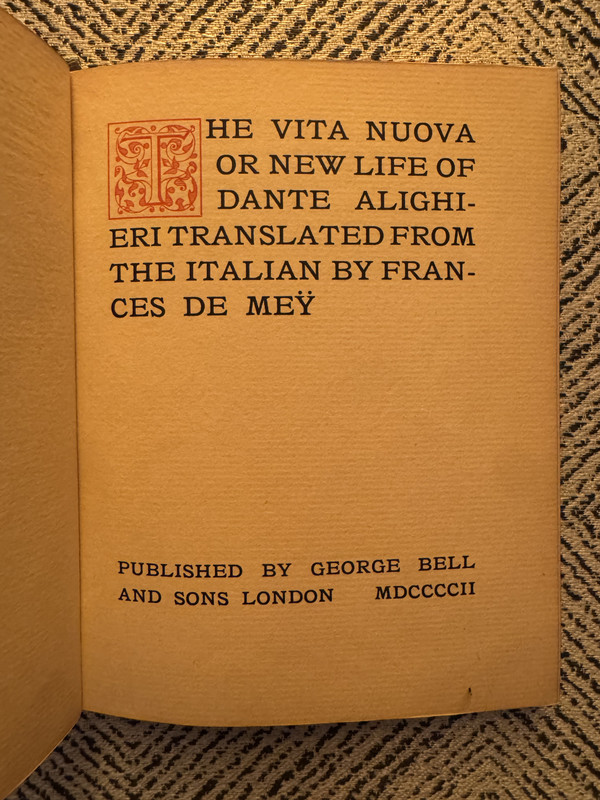 THE VITA NUOVA
OR NEW LIFE OF
DANTE ALIGHI-
ERI TRANSLATED FROM
THE ITALIAN BY FRAN-
CES DE MEŸ
PUBLISHED BY GEORGE BELL
AND SONS LONDON MDCCCCII